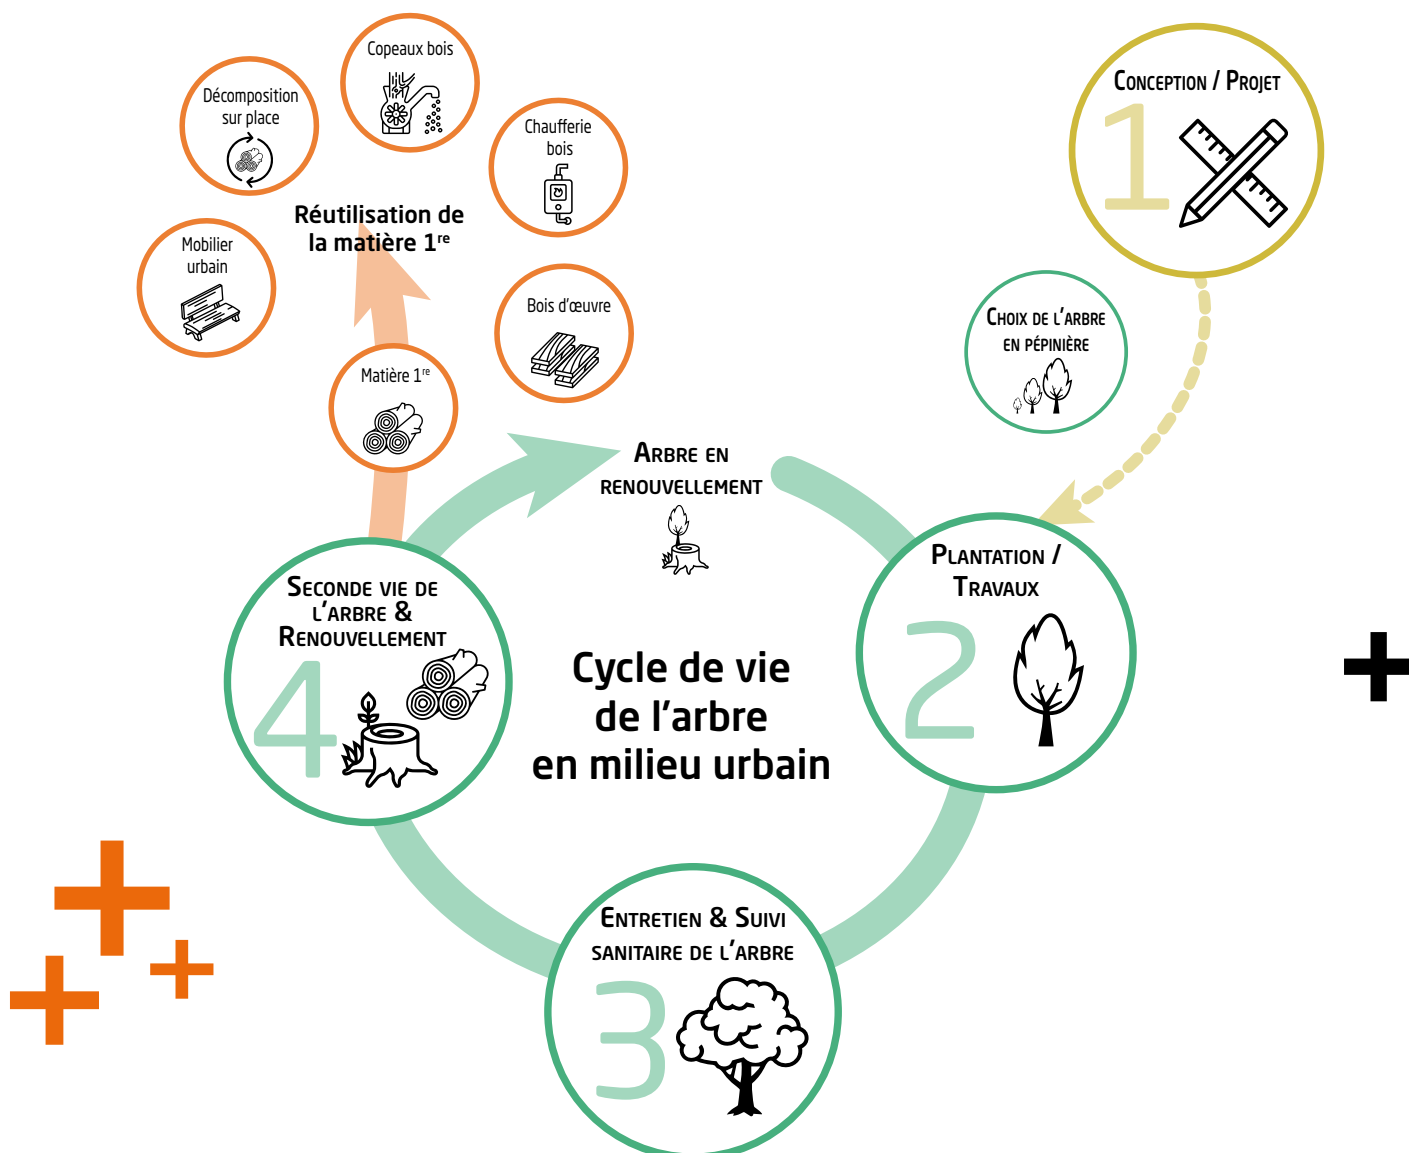 Copeaux bois
Décomposition
sur place
Chaufferie
bois
Réutilisation de
la matière 1re
Mobilier
urbain
Bois d'œuvre
Matière 1re
CONCEPTION / PROJET
1
CHOIX DE L'ARBRE
EN PÉPINIÈRE
ARBRE EN
RENOUVELLEMENT
PLANTATION /
TRAVAUX
2
SECONDE VIE DE
L'ARBRE &
RENOUVELLEMENT
4
Cycle de vie
de l'arbre
en milieu urbain
ENTRETIEN & SUIVI
SANITAIRE DE L'ARBRE
3